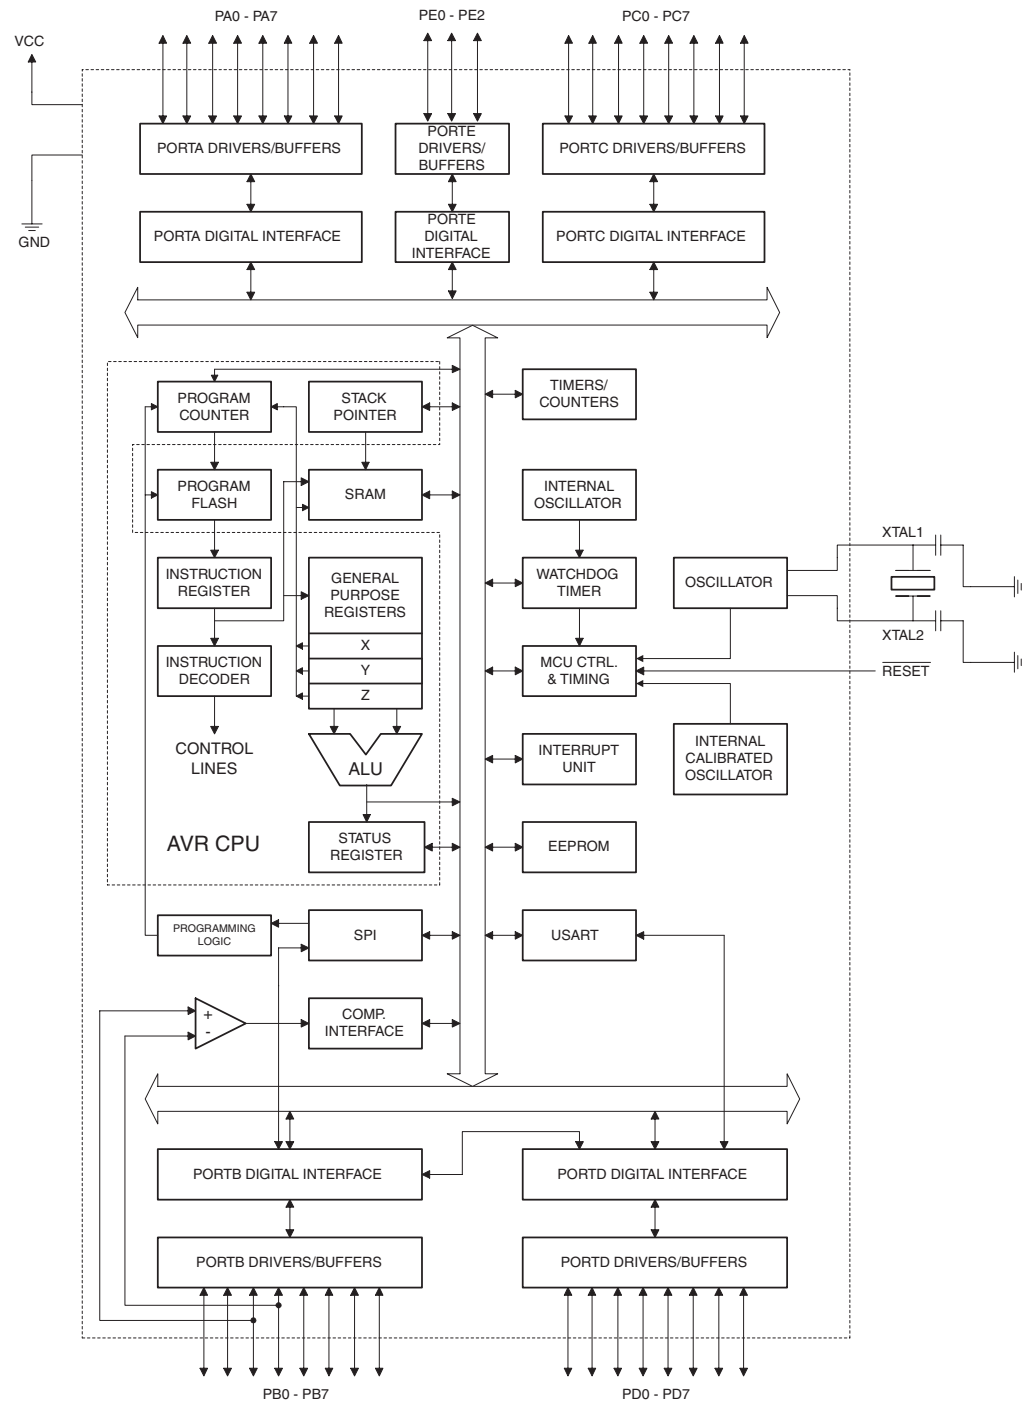 PA0 - PA7
PE0 - PE2
PC0 - PC7
VCC
PORTA DRIVERS/BUFFERS
PORTE
DRIVERS/
BUFFERS
PORTC DRIVERS/BUFFERS
GND
PORTA DIGITAL INTERFACE
PORTE
DIGITAL
INTERFACE
PORTC DIGITAL INTERFACE
PROGRAM
COUNTER
STACK
POINTER
TIMERS/
COUNTERS
PROGRAM
FLASH
SRAM
INTERNAL
OSCILLATOR
XTAL1
INSTRUCTION
REGISTER
GENERAL
PURPOSE
REGISTERS
WATCHDOG
TIMER
OSCILLATOR
XTAL2
X
Y
Z
INSTRUCTION
DECODER
MCU CTRL.
& TIMING
RESET
CONTROL
LINES
ALU
INTERRUPT
UNIT
INTERNAL
CALIBRATED
OSCILLATOR
AVR CPU
STATUS
REGISTER
EEPROM
PROGRAMMING
LOGIC
SPI
USART
+
-
COMP.
INTERFACE
PORTB DIGITAL INTERFACE
PORTD DIGITAL INTERFACE
PORTB DRIVERS/BUFFERS
PORTD DRIVERS/BUFFERS
PB0 - PB7
PD0 - PD7